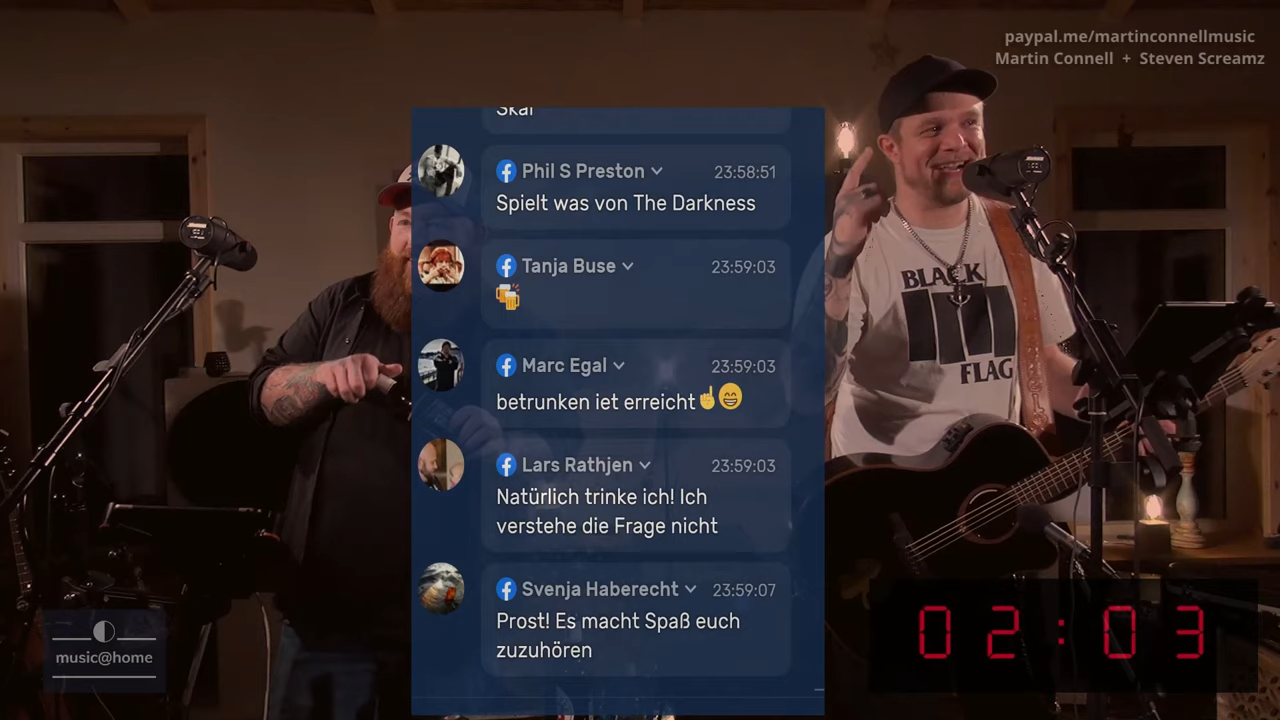 paypal.me/martinconnellmusic
Martin Connell + Steven Screamz
Skål
Phil S Preston 23:58:51
Spielt was von The Darkness
Tanja Buse 23:59:03
Marc Egal 23:59:03
betrunken iet erreicht
Lars Rathjen 23:59:03
Natürlich trinke ich! Ich
verstehe die Frage nicht
Svenja Haberecht 23:59:07
Prost! Es macht Spaß euch
zuzuhören
BLACK
FLAG
music@home
02:03